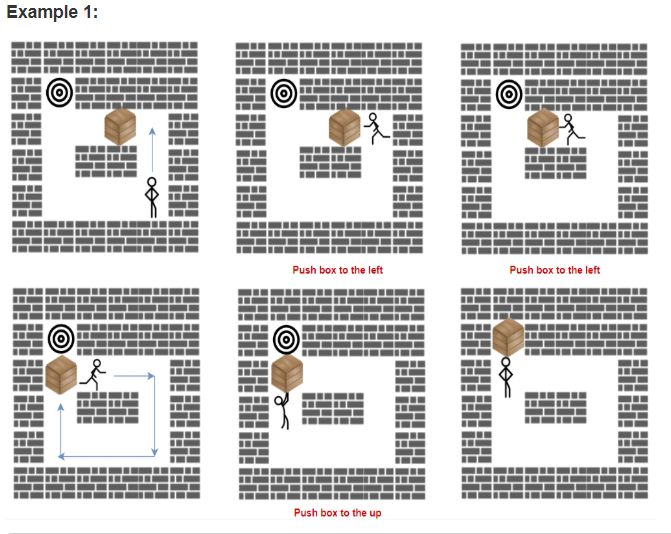 Example 1:
Push box to the left
Push box to the left
Push box to the up